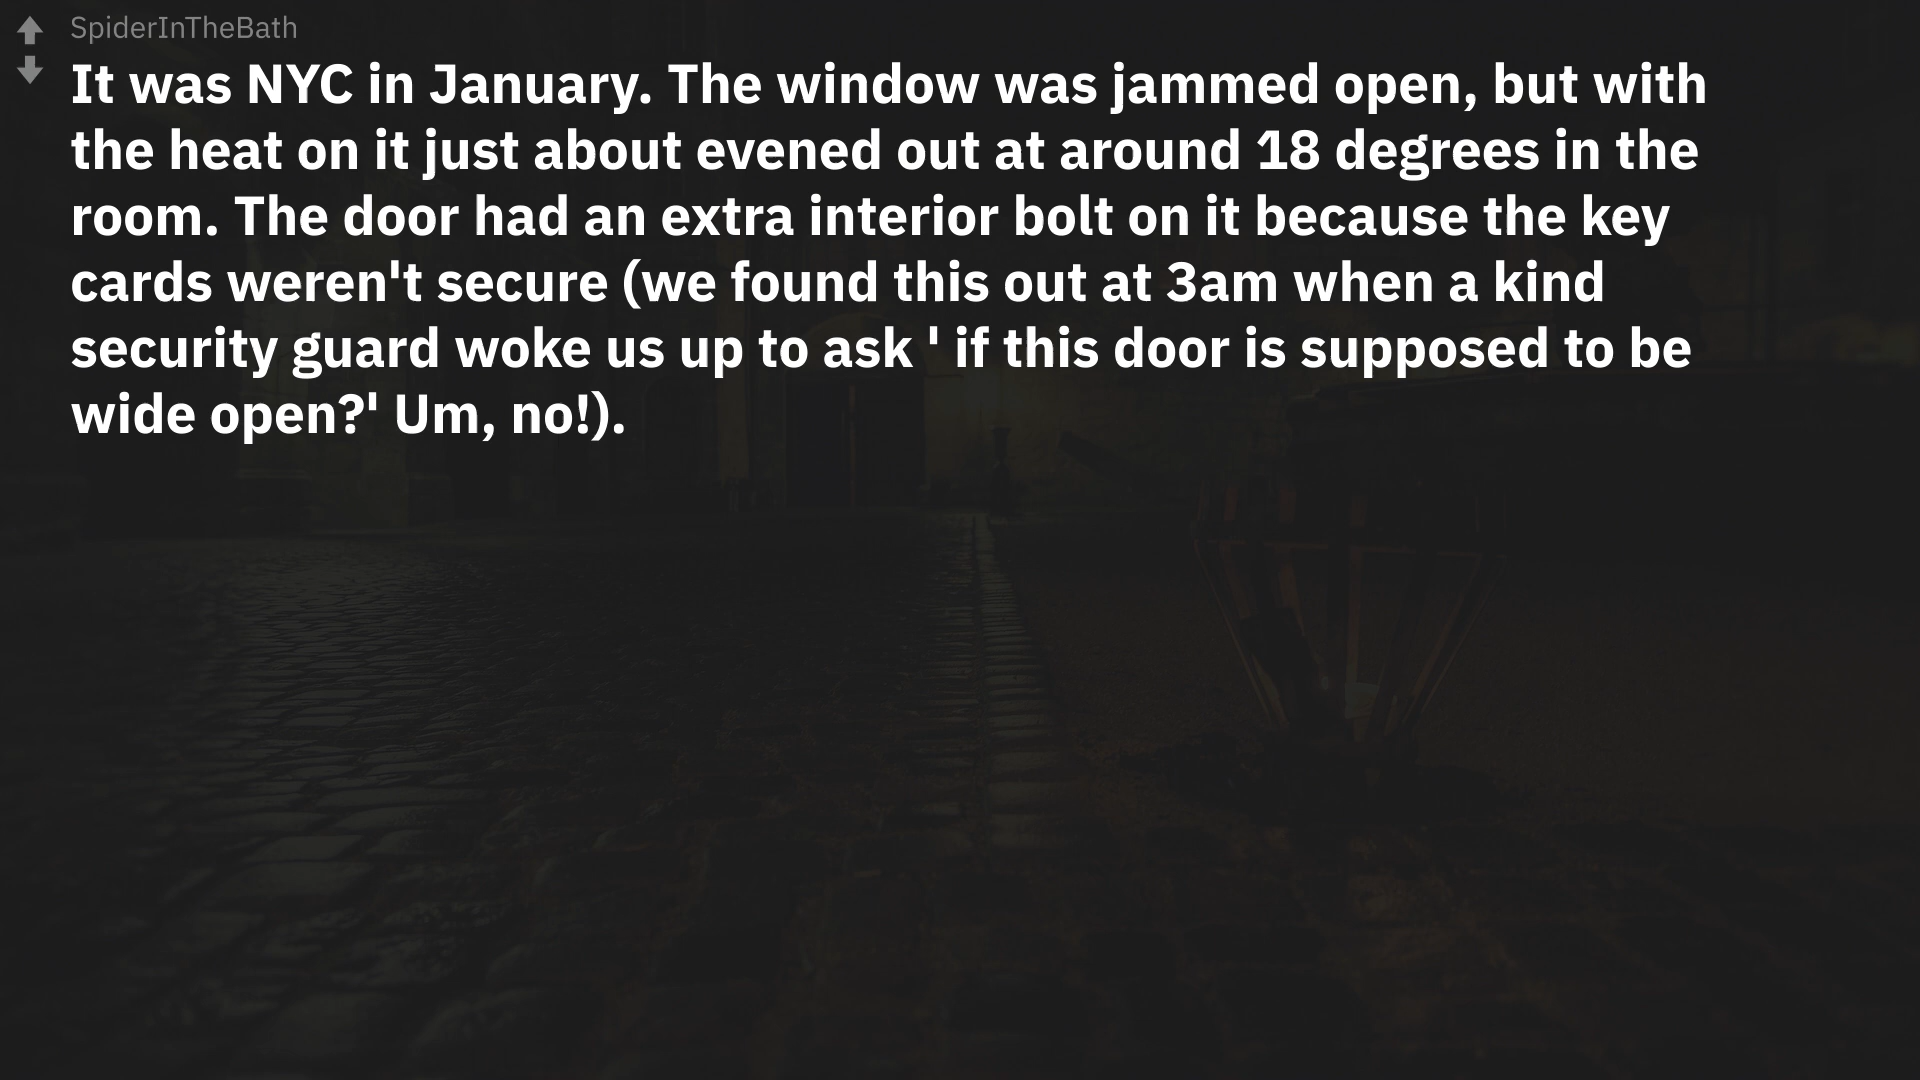 SpiderInTheBath
It was NYC in January. The window was jammed open, but with
the heat on it just about evened out at around 18 degrees in the
room. The door had an extra interior bolt on it because the key
cards weren't secure (we found this out at 3am when a kind
security guard woke us up to ask ' if this door is supposed to be
wide open?' Um, no!).